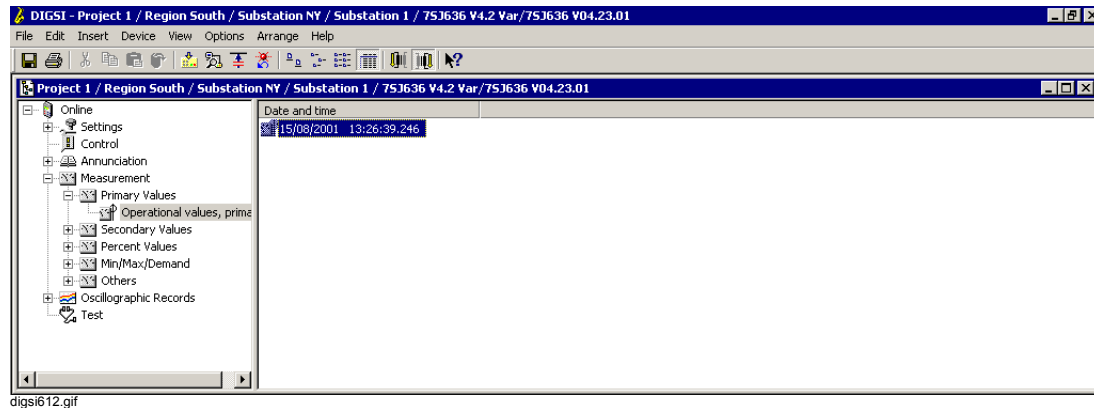 DIGSI - Project 1 / Region South / Substation NY / Substation 1 / 7SJ636 V4.2 Var/7SJ636 V04.23.01
File Edit Insert Device View Options Arrange Help
Project 1 / Region South / Substation NY / Substation 1 / 7SJ636 V4.2 Var/7SJ636 V04.23.01
Online
Settings
Control
Annunciation
Measurement
Primary Values
Operational values, prima
Secondary Values
Percent Values
Min/Max/Demand
Others
Oscillographic Records
Test
Date and time
15/08/2001 13:26:39.246
digsi612.gif